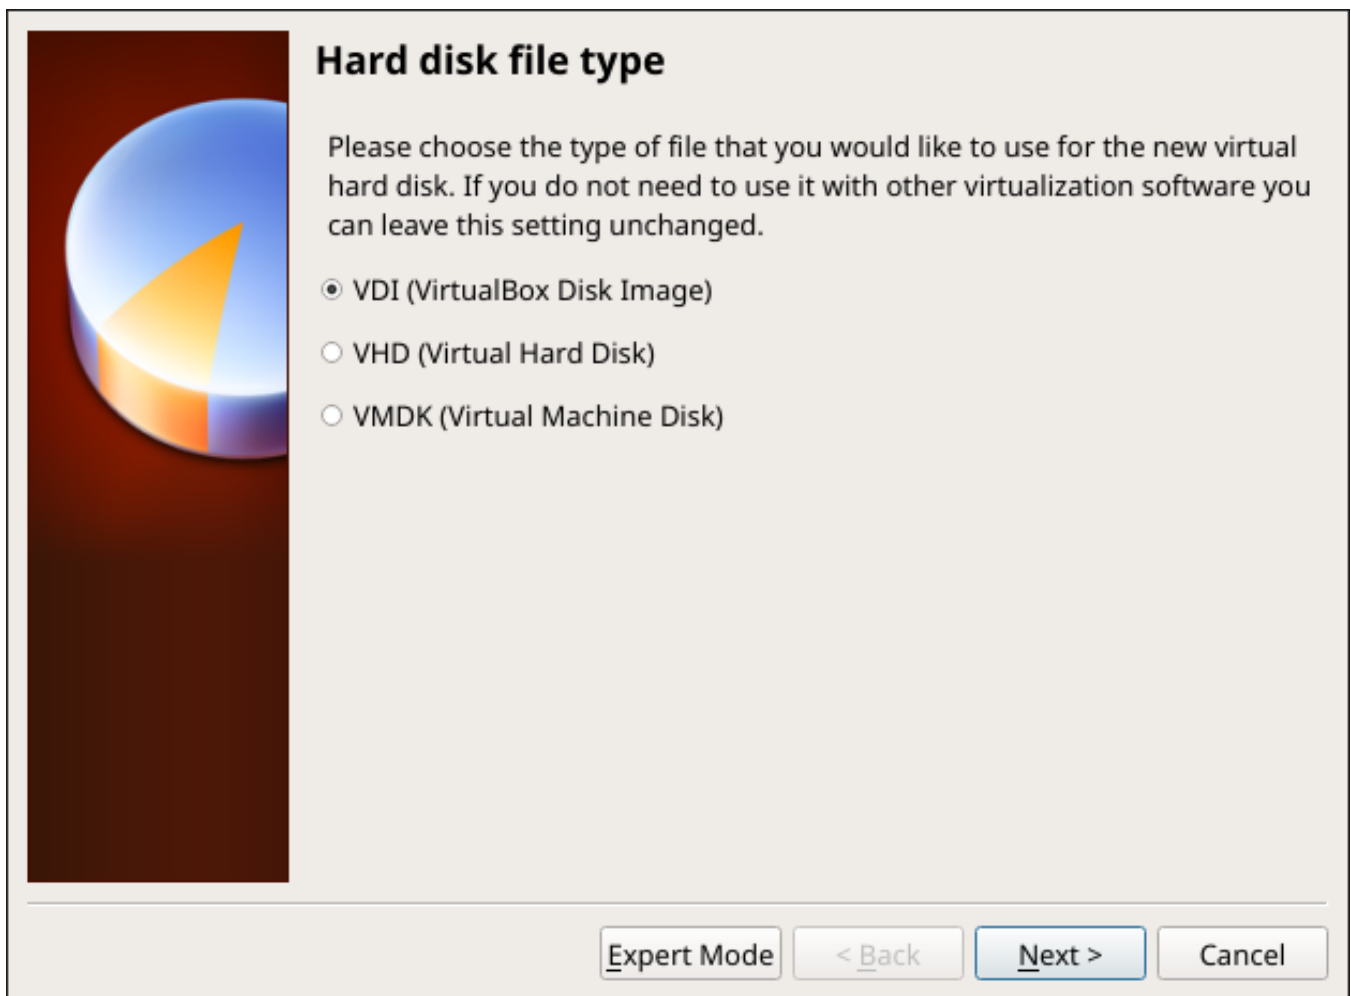 Hard disk file type
Please choose the type of file that you would like to use for the new virtual
hard disk. If you do not need to use it with other virtualization software you
can leave this setting unchanged.
VDI (VirtualBox Disk Image)
VHD (Virtual Hard Disk)
VMDK (Virtual Machine Disk)
Expert Mode < Back Next > Cancel